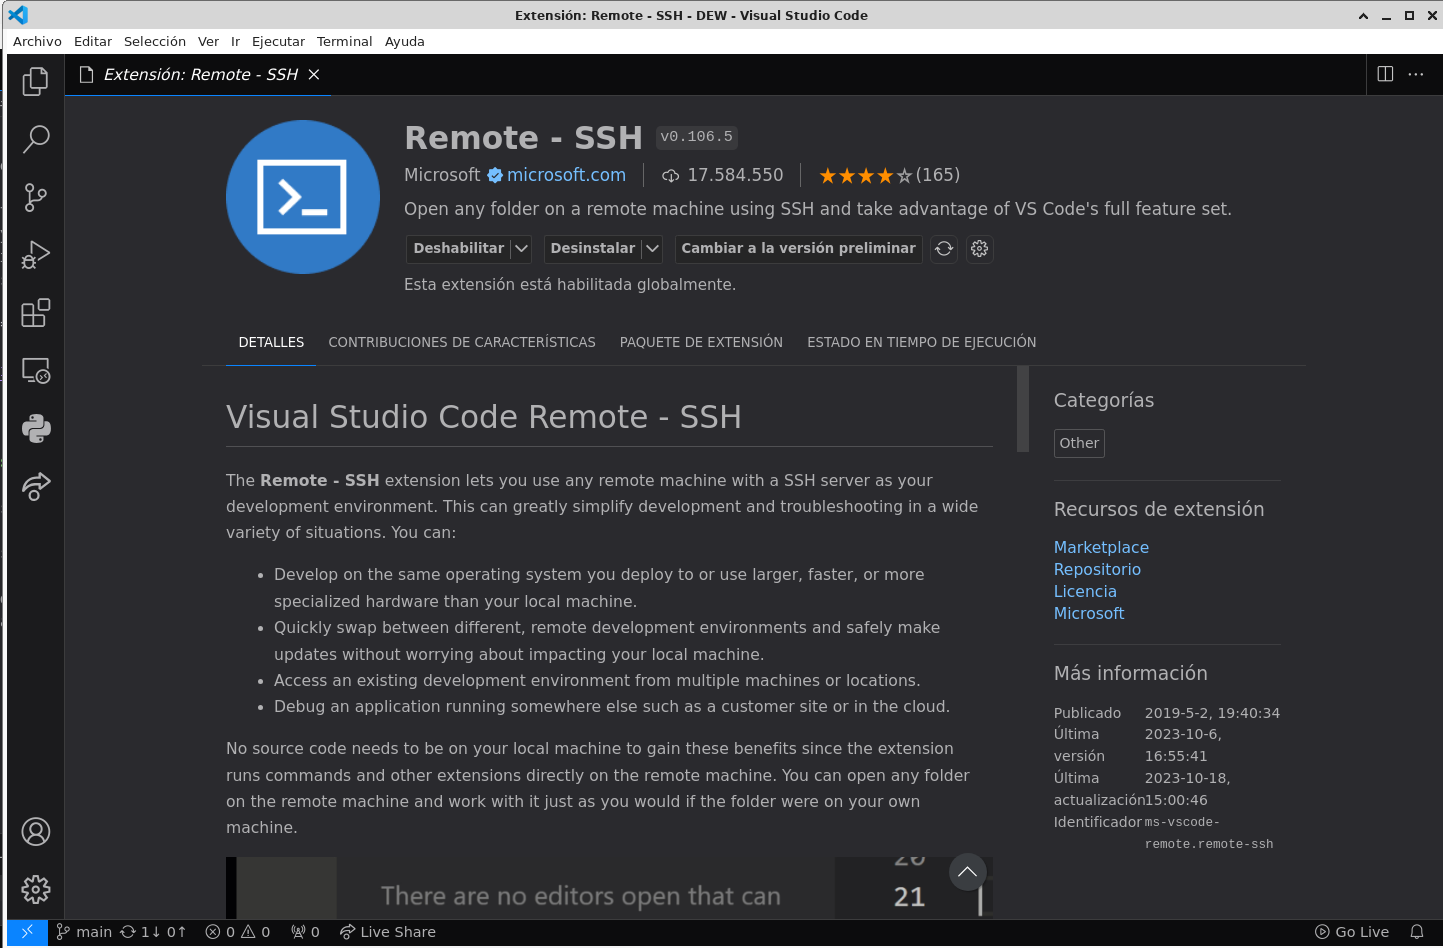 Extensión: Remote - SSH - DEW - Visual Studio Code
Archivo Editar Selección Ver Ir Ejecutar Terminal Ayuda
Extensión: Remote - SSH
Remote - SSH v0.106.5
Microsoft microsoft.com 17.584.550 (165)
Open any folder on a remote machine using SSH and take advantage of VS Code's full feature set.
Deshabilitar Desinstalar Cambiar a la versión preliminar
Esta extensión está habilitada globalmente.
DETALLES CONTRIBUCIONES DE CARACTERÍSTICAS PAQUETE DE EXTENSIÓN ESTADO EN TIEMPO DE EJECUCIÓN
Visual Studio Code Remote - SSH
The Remote - SSH extension lets you use any remote machine with a SSH server as your
development environment. This can greatly simplify development and troubleshooting in a wide
variety of situations. You can:
• Develop on the same operating system you deploy to or use larger, faster, or more
specialized hardware than your local machine.
• Quickly swap between different, remote development environments and safely make
updates without worrying about impacting your local machine.
• Access an existing development environment from multiple machines or locations.
• Debug an application running somewhere else such as a customer site or in the cloud.
No source code needs to be on your local machine to gain these benefits since the extension
runs commands and other extensions directly on the remote machine. You can open any folder
on the remote machine and work with it just as you would if the folder were on your own
machine.
There are no editors open that can
20
21
Categorías
Other
Recursos de extensión
Marketplace
Repositorio
Licencia
Microsoft
Más información
Publicado 2019-5-2, 19:40:34
Última 2023-10-6,
versión 16:55:41
Última 2023-10-18,
actualización 15:00:46
Identificador ms-vscode-
remote.remote-ssh
main 1↓ 0↑ 0 0 0 Live Share Go Live